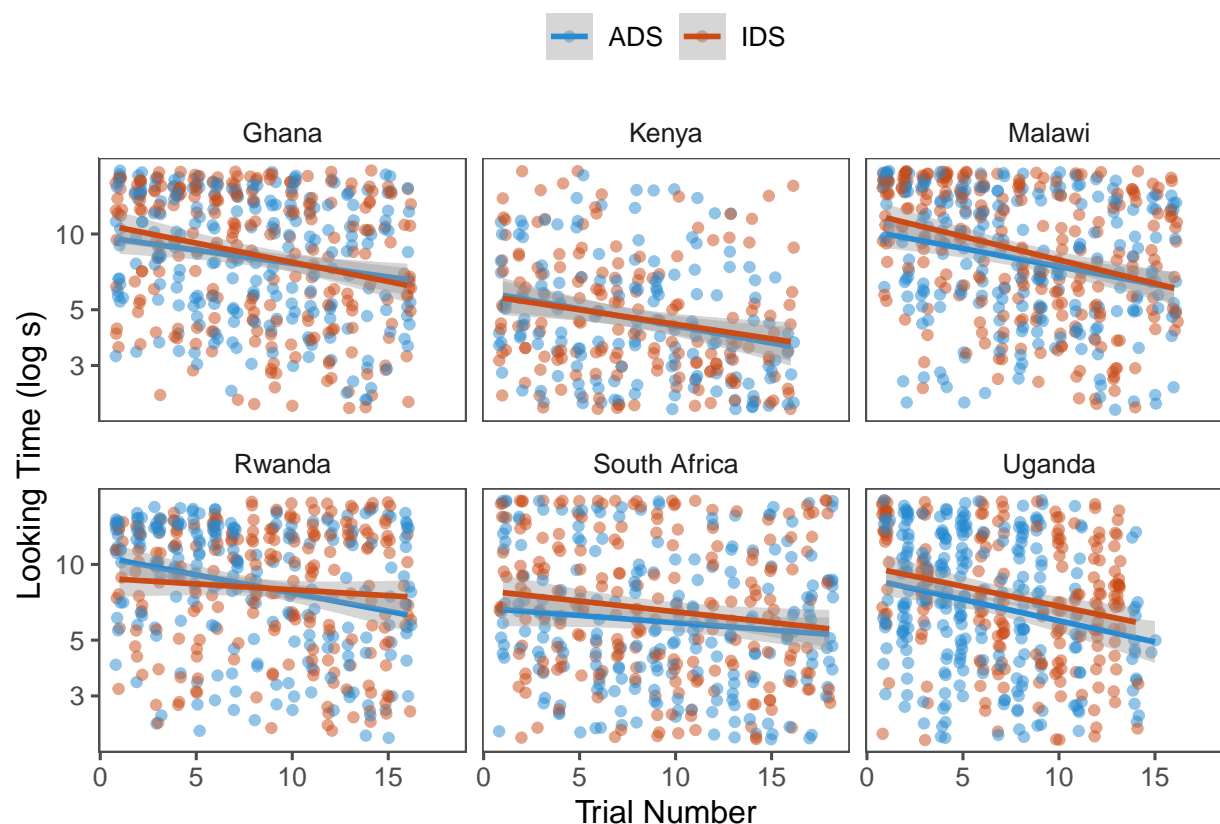 ADS IDS
Ghana Kenya Malawi
10
5
3
Rwanda South Africa Uganda
10
5
3
0 5 10 15 0 5 10 15 0 5 10 15
Trial Number
Looking Time (log s)